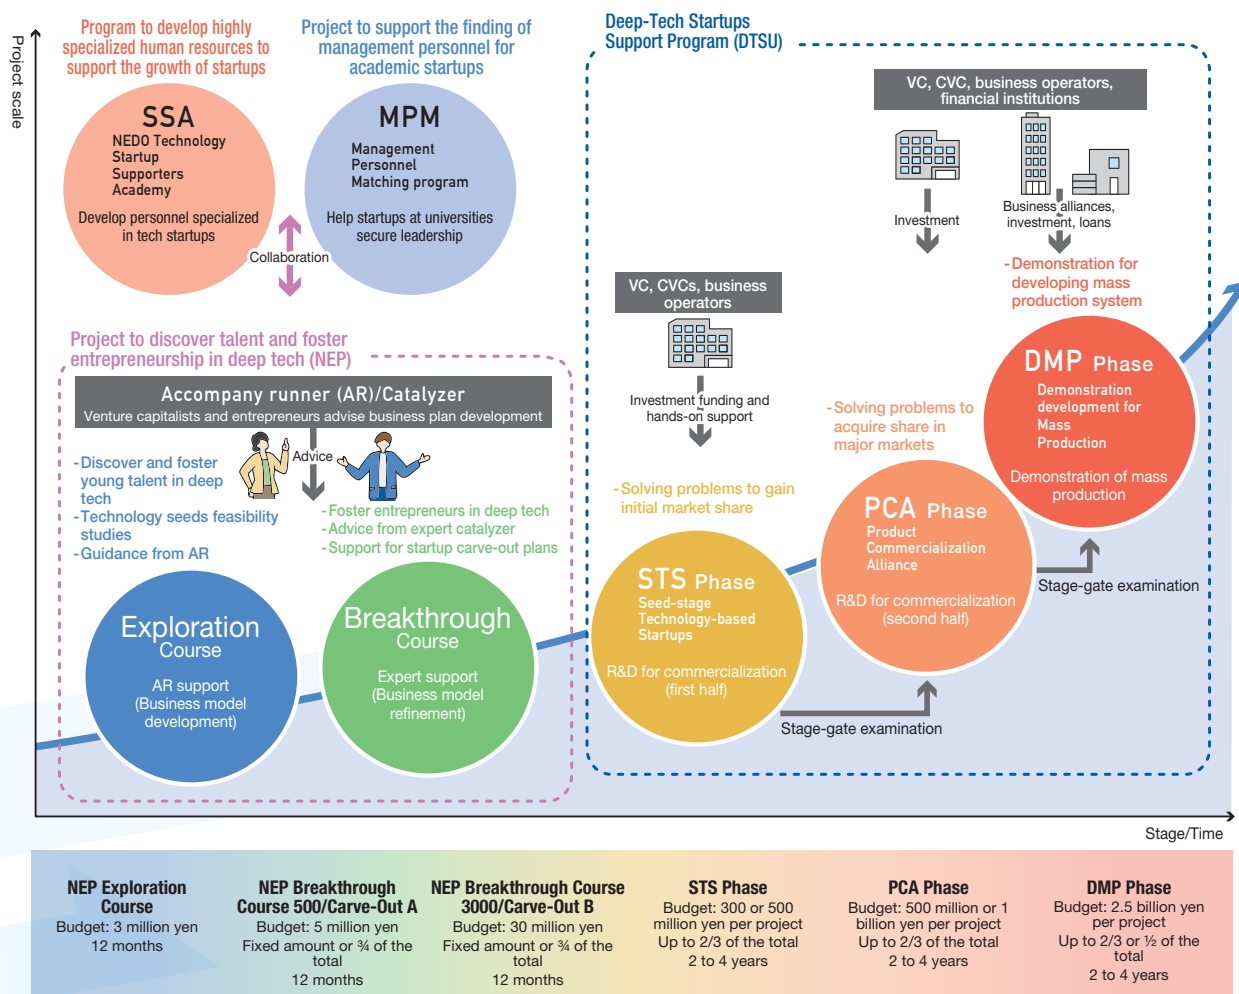 Project scale
Program to develop highly
specialized human resources to
support the growth of startups
SSA
NEDO Technology
Startup
Supporters
Academy
Develop personnel specialized
in tech startups
Project to support the finding of
management personnel for
academic startups
MPM
Management
Personnel
Matching program
Help startups at universities
secure leadership
Collaboration
Project to discover talent and foster
entrepreneurship in deep tech (NEP)
Accompany runner (AR)/Catalyzer
Venture capitalists and entrepreneurs advise business plan development
Advice
-Discover and foster
young talent in deep
tech
-Technology seeds feasibility
studies
-Guidance from AR
-Foster entrepreneurs in deep tech
-Advice from expert catalyzer
-Support for startup carve-out plans
Exploration
Course
AR support
(Business model
development)
Breakthrough
Course
Expert support
(Business model
refinement)
Deep-Tech Startups
Support Program (DTSU)
VC, CVCs, business
operators
Investment funding and
hands-on support
-Solving problems to gain
initial market share
STS Phase
Seed-stage
Technology-based
Startups
R&D for commercialization
(first half)
Stage-gate examination
VC, CVC, business operators,
financial institutions
Investment
Business alliances,
investment, loans
-Solving problems to
acquire share in
major markets
PCA Phase
Product
Commercialization
Alliance
R&D for commercialization
(second half)
Stage-gate examination
-Demonstration for
developing mass
production system
DMP Phase
Demonstration
development for
Mass
Production
Demonstration of mass
production
Stage/Time
NEP Exploration
Course
Budget: 3 million yen
12 months
NEP Breakthrough
Course 500/Carve-Out A
Budget: 5 million yen
Fixed amount or ¾ of the
total
12 months
NEP Breakthrough Course
3000/Carve-Out B
Budget: 30 million yen
Fixed amount or ¾ of the
total
12 months
STS Phase
Budget: 300 or 500
million yen per project
Up to 2/3 of the total
2 to 4 years
PCA Phase
Budget: 500 million or 1
billion yen per project
Up to 2/3 of the total
2 to 4 years
DMP Phase
Budget: 2.5 billion yen
per project
Up to 2/3 or ½ of the
total
2 to 4 years